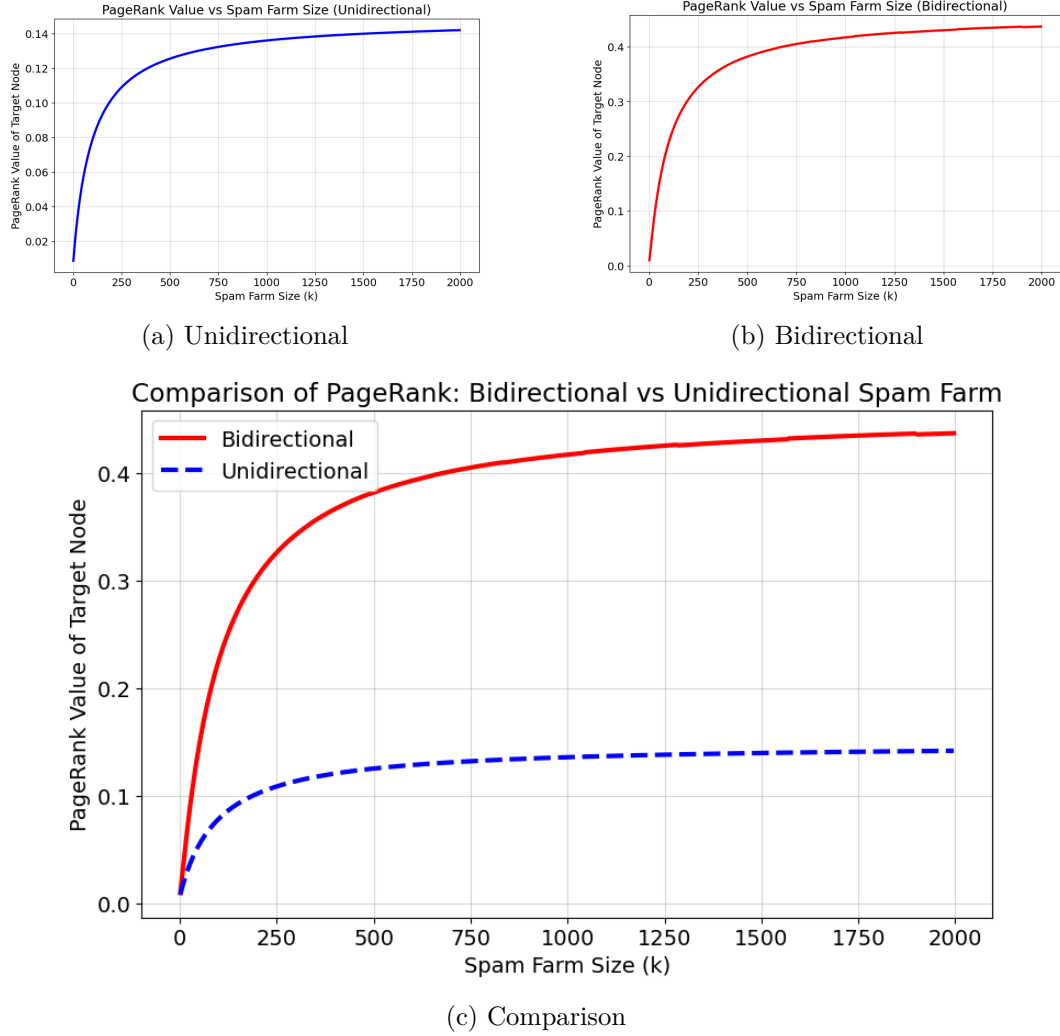 PageRank Value vs Spam Farm Size (Unidirectional)
PageRank Value of Target Node
0.14
0.12
0.10
0.08
0.06
0.04
0.02
0 250 500 750 1000 1250 1500 1750 2000
Spam Farm Size (k)
(a) Unidirectional
PageRank Value vs Spam Farm Size (Bidirectional)
PageRank Value of Target Node
0.4
0.3
0.2
0.1
0.0
0 250 500 750 1000 1250 1500 1750 2000
Spam Farm Size (k)
(b) Bidirectional
Comparison of PageRank: Bidirectional vs Unidirectional Spam Farm
Bidirectional
Unidirectional
PageRank Value of Target Node
0.4
0.3
0.2
0.1
0.0
0 250 500 750 1000 1250 1500 1750 2000
Spam Farm Size (k)
(c) Comparison